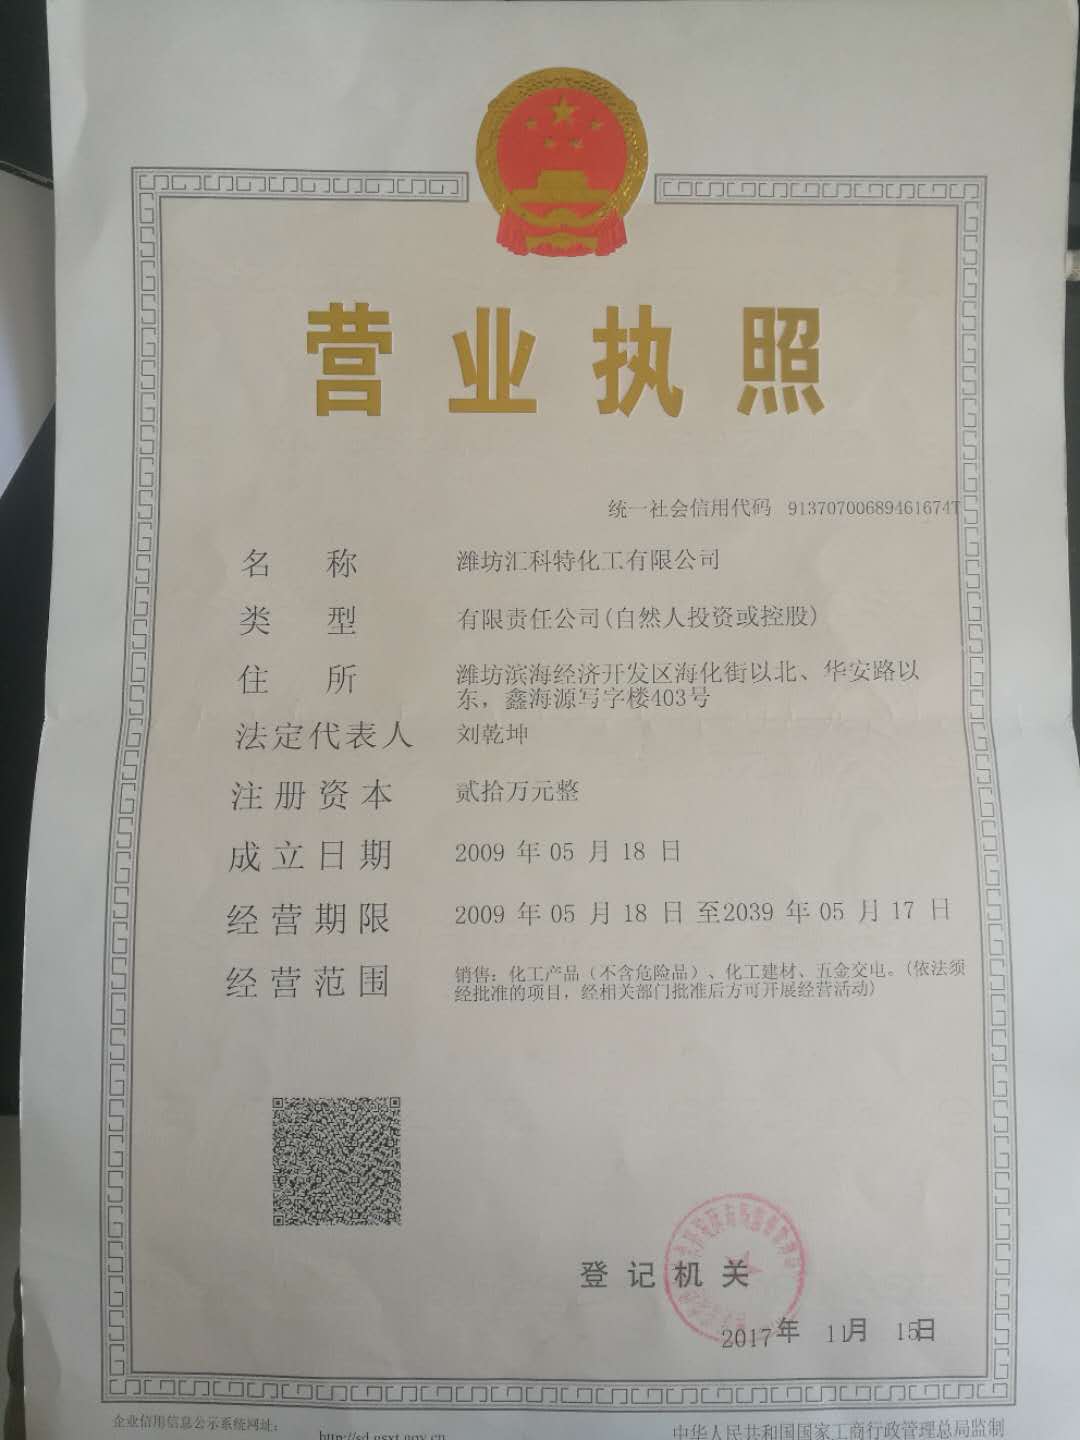 营业执照
统一社会信用代码 91370700689461674T
名称 潍坊汇科特化工有限公司
类型 有限责任公司(自然人投资或控股)
住所 潍坊滨海经济开发区海化街以北、华安路以
东，鑫海源写字楼403号
法定代表人 刘乾坤
注册资本 贰拾万元整
成立日期 2009 年 05 月 18 日
经营期限 2009 年 05 月 18 日 至2039 年 05 月 17 日
经营范围 销售：化工产品（不含危险品）、化工建材、五金交电。(依法须
经批准的项目，经相关部门批准后方可开展经营活动)
登记机关
2017年 11月 15日
企业信用信息公示系统网址：
http://sd.gsxt.gov.cn
中华人民共和国国家工商行政管理总局监制